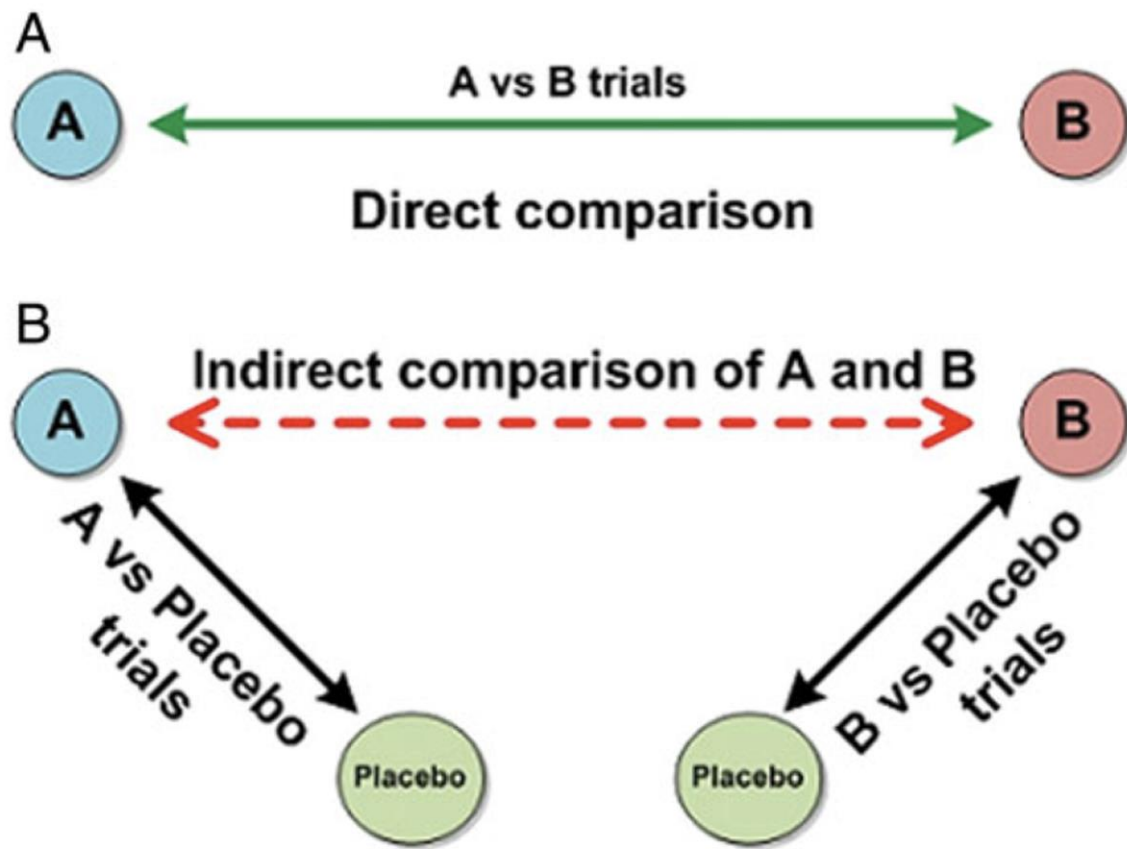 A
A vs B trials
A
B
Direct comparison
B
Indirect comparison of A and B
A
B
A vs Placebo
trials
B vs Placebo
trials
Placebo
Placebo